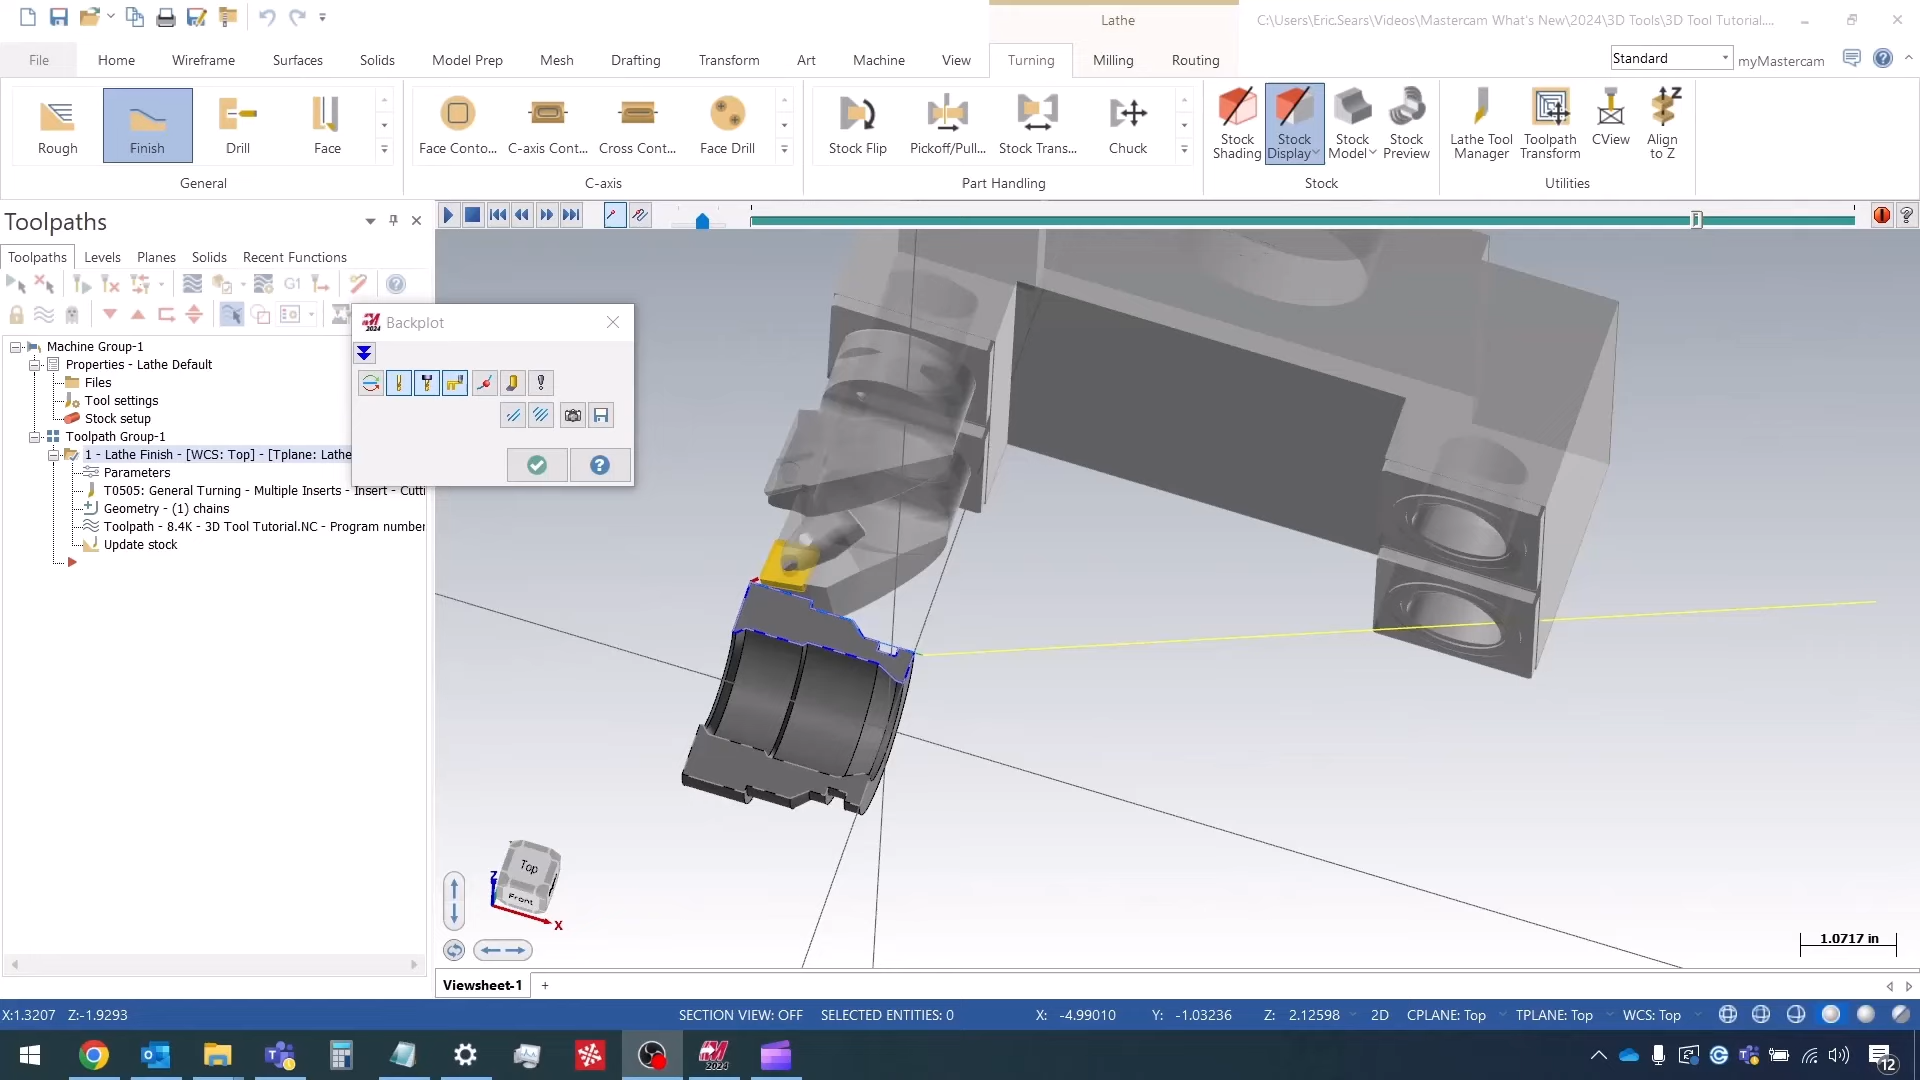 Lathe
C:\Users\Eric.Sears\Videos\Mastercam What's New\2024\3D Tools\3D Tool Tutorial....
File Home Wireframe Surfaces Solids Model Prep Mesh Drafting Transform Art Machine View Turning Milling Routing
Standard myMastercam
Rough Finish Drill Face
General
Face Conto... C-axis Cont... Cross Cont... Face Drill
C-axis
Stock Flip Pickoff/Pull... Stock Trans... Chuck
Part Handling
Stock Shading Stock Display Stock Model Stock Preview
Stock
Lathe Tool Manager Toolpath Transform CView Align to Z
Utilities
Toolpaths
Toolpaths Levels Planes Solids Recent Functions
G1
Backplot
Machine Group-1
Properties - Lathe Default
Files
Tool settings
Stock setup
Toolpath Group-1
1 - Lathe Finish - [WCS: Top] - [Tplane: Lathe
Parameters
T0505: General Turning - Multiple Inserts - Insert - Cutti
Geometry - (1) chains
Toolpath - 8.4K - 3D Tool Tutorial.NC - Program number
Update stock
Top
Front
Z
X
1.0717 in
Viewsheet-1 +
X:1.3207 Z:-1.9293 SECTION VIEW: OFF SELECTED ENTITIES: 0 X: -4.99010 Y: -1.03236 Z: 2.12598 2D CPLANE: Top TPLANE: Top WCS: Top
2024
12